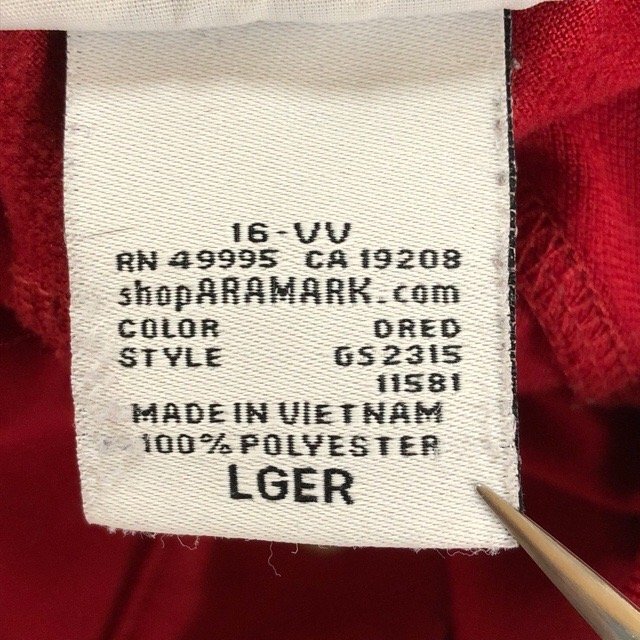 16-VV
RN 49995 CA 19208
shopARAMARK.com
COLOR DRED
STYLE GS2315
11581
MADE IN VIETNAM
100% POLYESTER
LGER